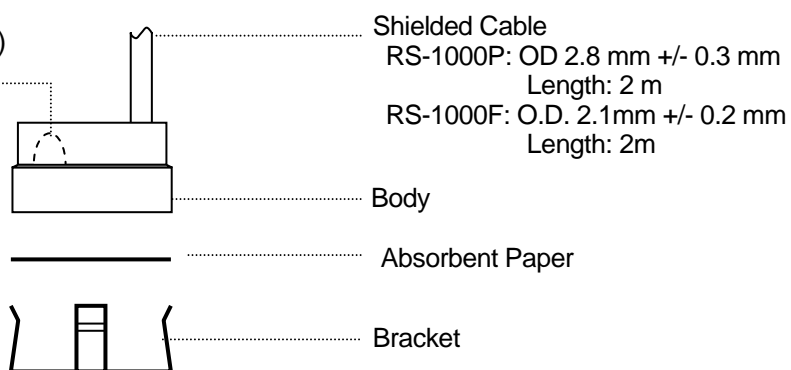 )
Shielded Cable
RS-1000P: OD 2.8 mm +/- 0.3 mm
Length: 2 m
RS-1000F: O.D. 2.1mm +/- 0.2 mm
Length: 2m
Body
Absorbent Paper
Bracket